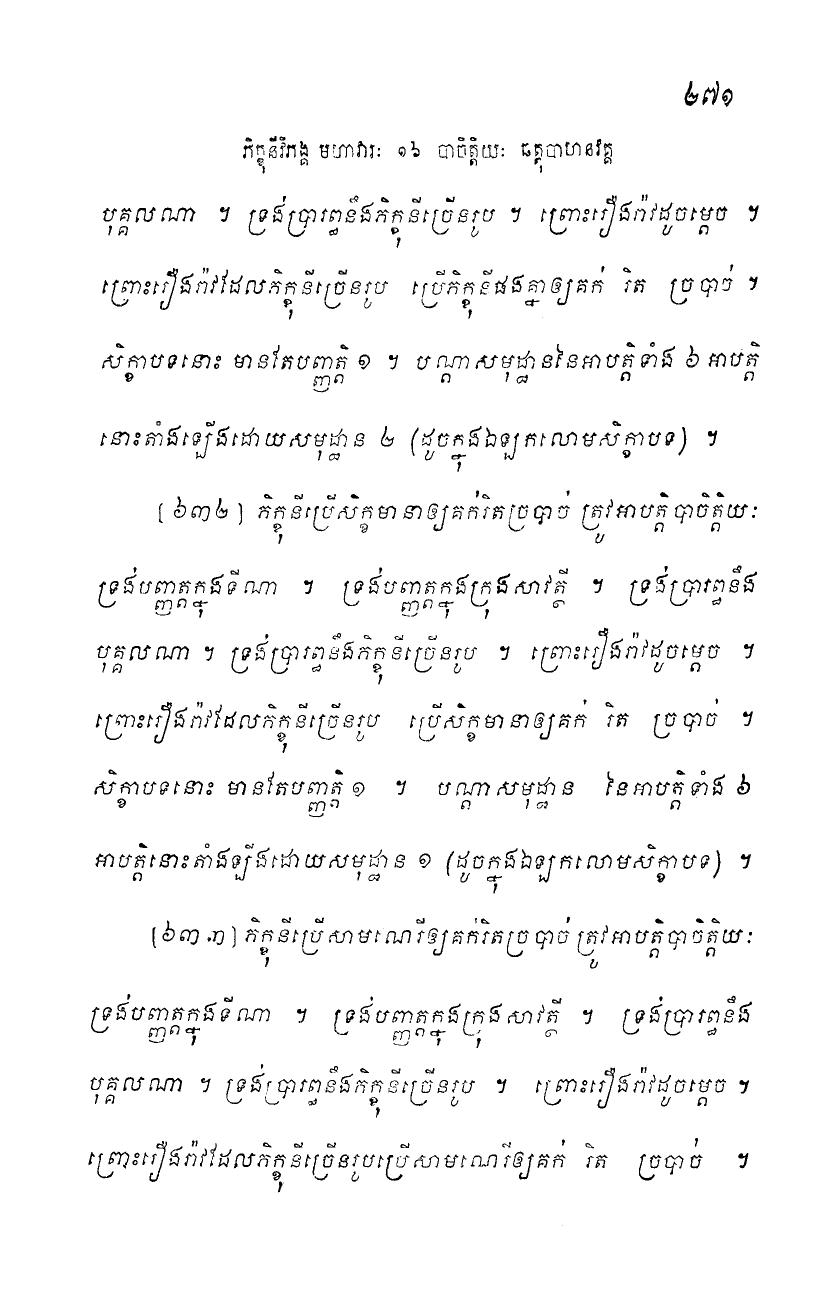 ២៧១
ភិក្ខុនីវិភង្គ មហាវារៈ ១៦ បាចិត្តិយៈ ឆត្តុបាហនវគ្គ
បុគ្គលណា ។ ទ្រង់ប្រារព្ធនឹងភិក្ខុនីច្រើនរូប ។ ព្រោះរឿងរ៉ាវដូចម្តេច ។
ព្រោះរឿងរ៉ាវដែលភិក្ខុនីច្រើនរូប ប្រើភិក្ខុនីផងគ្នាឲ្យគក់ រិត ច្របាច់ ។
សិក្ខាបទនោះ មានតែបញ្ញត្តិ ១ ។ បណ្តាសមុដ្ឋាននៃអាបត្តិទាំង ៦ អាបត្តិ
នោះតាំងឡើងដោយសមុដ្ឋាន ២ (ដូចក្នុងឯឡកលោមសិក្ខាបទ) ។
[៦៣២] ភិក្ខុនីប្រើសិក្ខមានាឲ្យគក់រិតច្របាច់ ត្រូវអាបត្តិបាចិត្តិយៈ
ទ្រង់បញ្ញត្តក្នុងទីណា ។ ទ្រង់បញ្ញត្តក្នុងក្រុងសាវត្ថី ។ ទ្រង់ប្រារព្ធនឹង
បុគ្គលណា ។ ទ្រង់ប្រារព្ធនឹងភិក្ខុនីច្រើនរូប ។ ព្រោះរឿងរ៉ាវដូចម្តេច ។
ព្រោះរឿងរ៉ាវដែលភិក្ខុនីច្រើនរូប ប្រើសិក្ខមានាឲ្យគក់ រិត ច្របាច់ ។
សិក្ខាបទនោះ មានតែបញ្ញត្តិ ១ ។ បណ្តាសមុដ្ឋាន នៃអាបត្តិទាំង ៦
អាបត្តិនោះតាំងឡើងដោយសមុដ្ឋាន ១ (ដូចក្នុងឯឡកលោមសិក្ខាបទ) ។
[៦៣៣] ភិក្ខុនីប្រើសាមណេរីឲ្យគក់រិតច្របាច់ ត្រូវអាបត្តិបាចិត្តិយៈ
ទ្រង់បញ្ញត្តក្នុងទីណា ។ ទ្រង់បញ្ញត្តក្នុងក្រុងសាវត្ថី ។ ទ្រង់ប្រារព្ធនឹង
បុគ្គលណា ។ ទ្រង់ប្រារព្ធនឹងភិក្ខុនីច្រើនរូប ។ ព្រោះរឿងរ៉ាវដូចម្តេច ។
ព្រោះរឿងរ៉ាវដែលភិក្ខុនីច្រើនរូបប្រើសាមណេរីឲ្យគក់ រិត ច្របាច់ ។